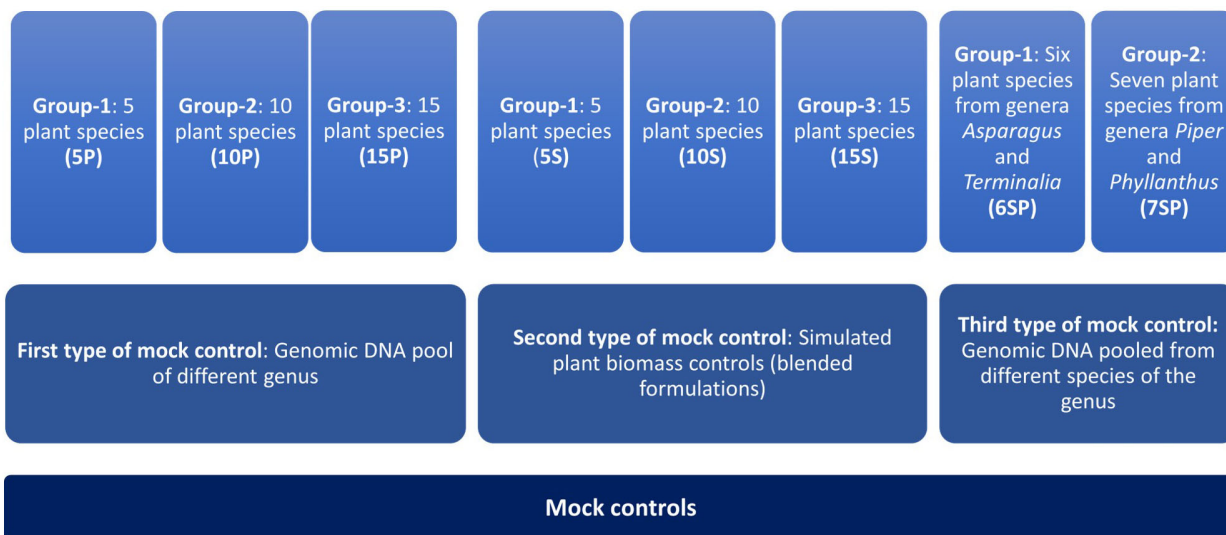 Group-1: 5
plant species
(5P)
Group-2: 10
plant species
(10P)
Group-3: 15
plant species
(15P)
Group-1: 5
plant species
(5S)
Group-2: 10
plant species
(10S)
Group-3: 15
plant species
(15S)
Group-1: Six
plant species
from genera
Asparagus
and
Terminalia
(6SP)
Group-2:
Seven plant
species from
genera Piper
and
Phyllanthus
(7SP)
First type of mock control: Genomic DNA pool
of different genus
Second type of mock control: Simulated
plant biomass controls (blended
formulations)
Third type of mock control:
Genomic DNA pooled from
different species of the
genus
Mock controls